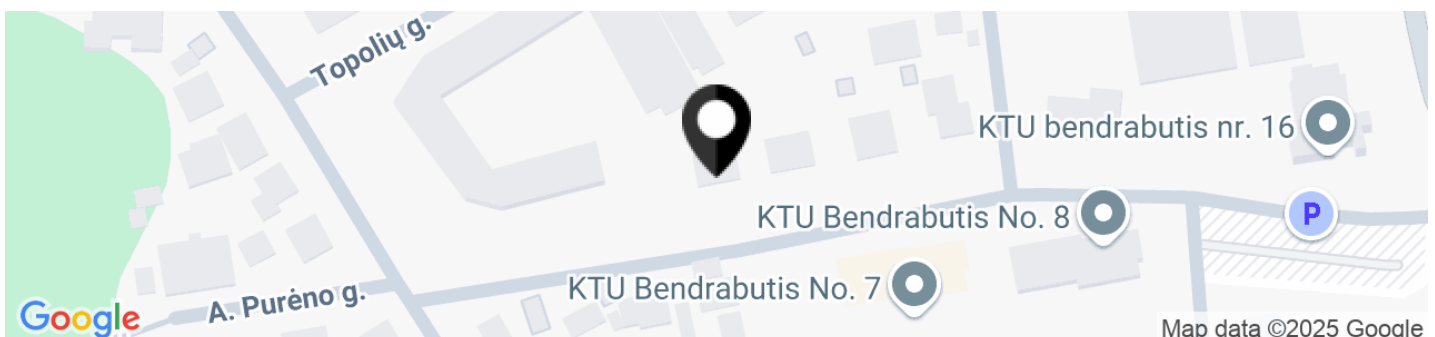 Topolių g.
KTU bendrabutis nr. 16
KTU Bendrabutis No. 8
P
KTU Bendrabutis No. 7
A. Purėno g.
Google
Map data ©2025 Google